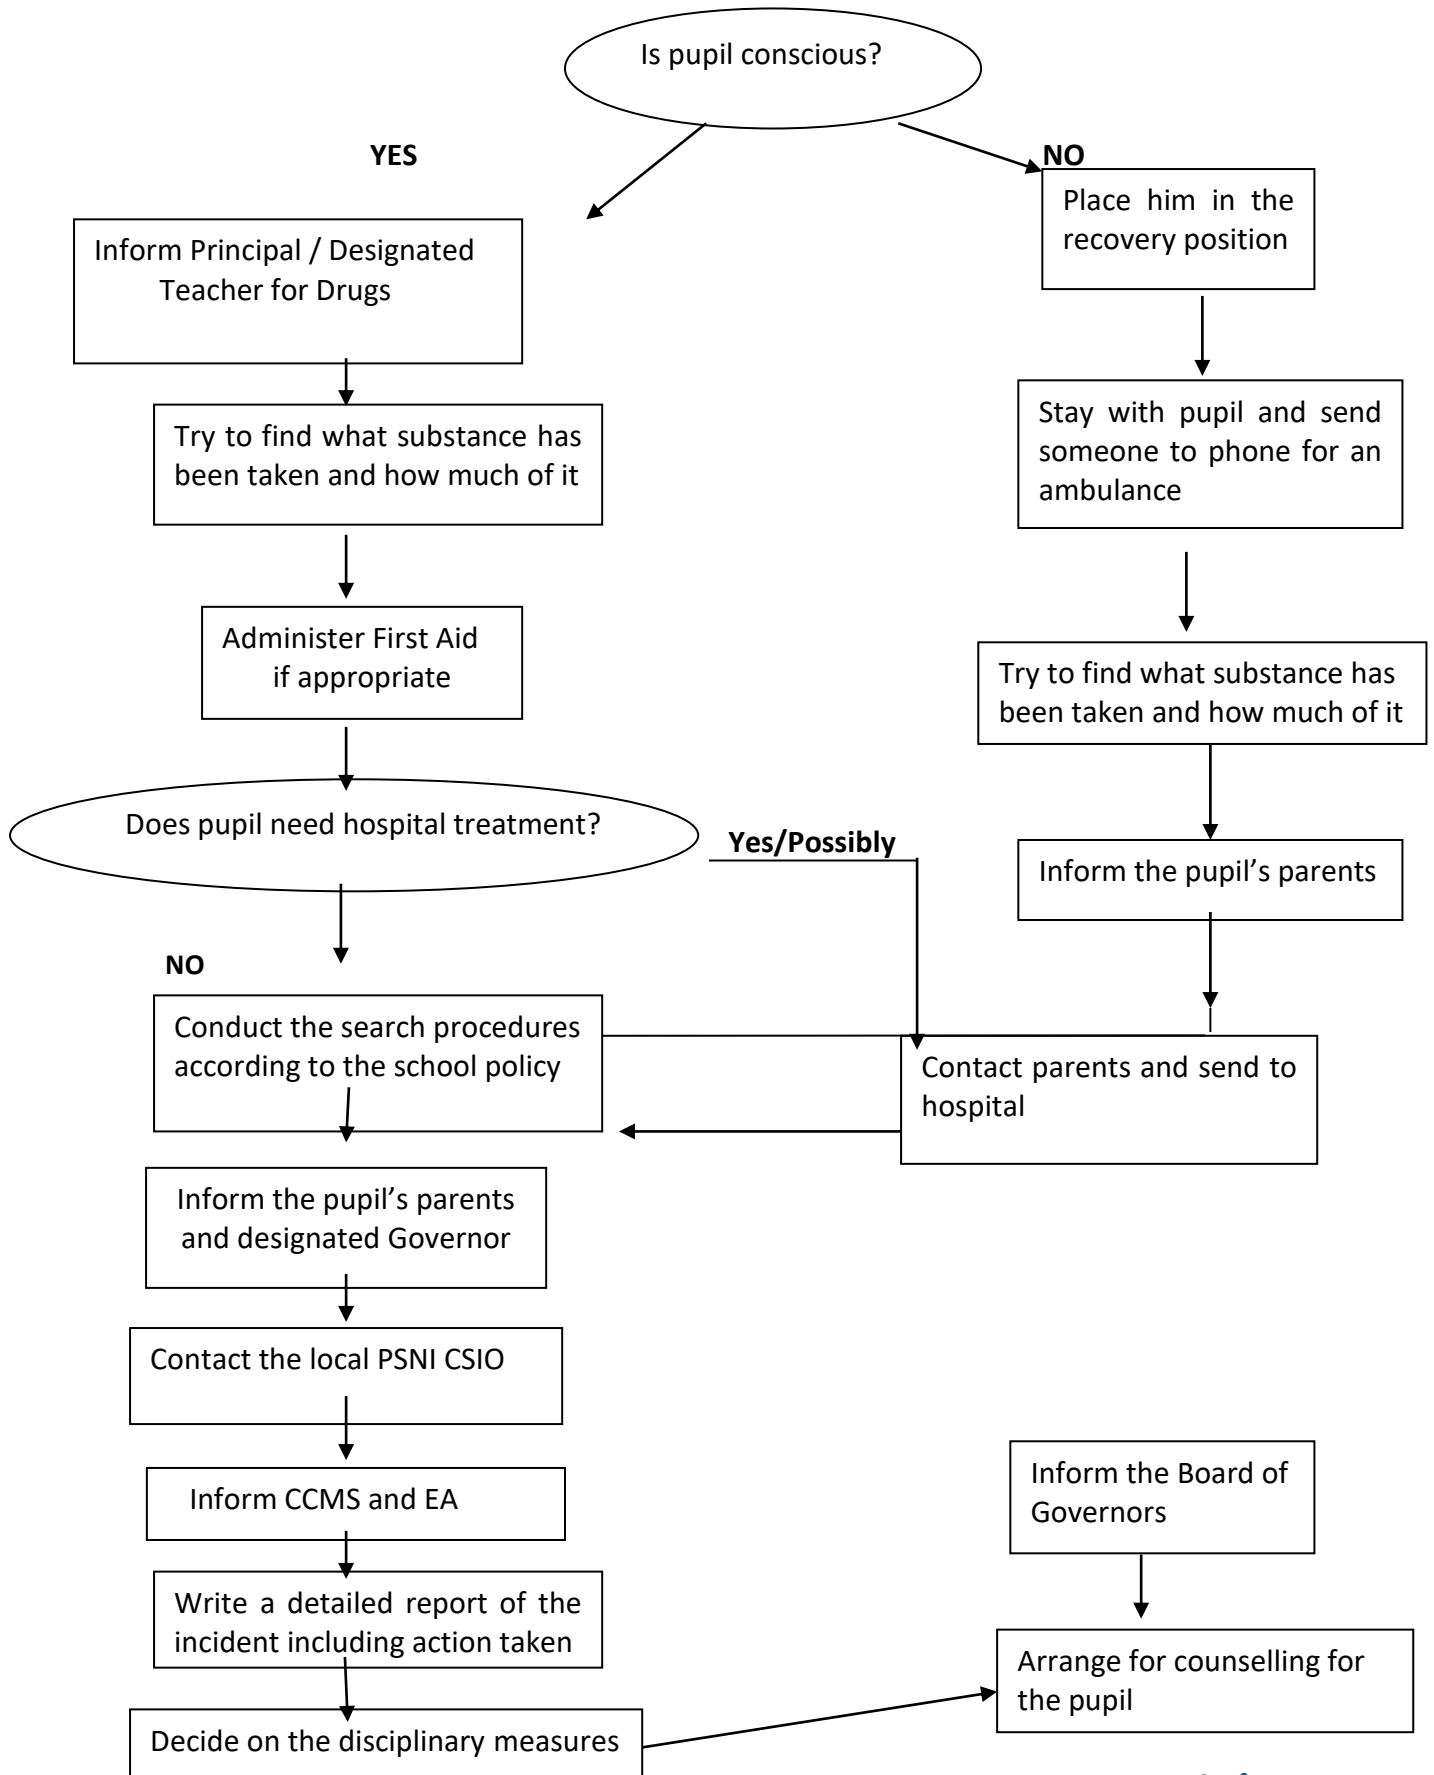 Is pupil conscious?
YES
NO
Place him in the
recovery position
Inform Principal / Designated
Teacher for Drugs
Stay with pupil and send
someone to phone for an
ambulance
Try to find what substance has
been taken and how much of it
Administer First Aid
if appropriate
Try to find what substance has
been taken and how much of it
Does pupil need hospital treatment?
Yes/Possibly
Inform the pupil’s parents
NO
Conduct the search procedures
according to the school policy
Contact parents and send to
hospital
Inform the pupil’s parents
and designated Governor
Contact the local PSNI CSIO
Inform CCMS and EA
Inform the Board of
Governors
Write a detailed report of the
incident including action taken
Arrange for counselling for
the pupil
Decide on the disciplinary measures